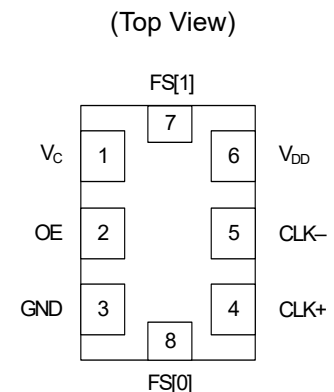 (Top View)
FS[1]
7
V_C 1 6 V_DD
OE 2 5 CLK–
GND 3 4 CLK+
8
FS[0]